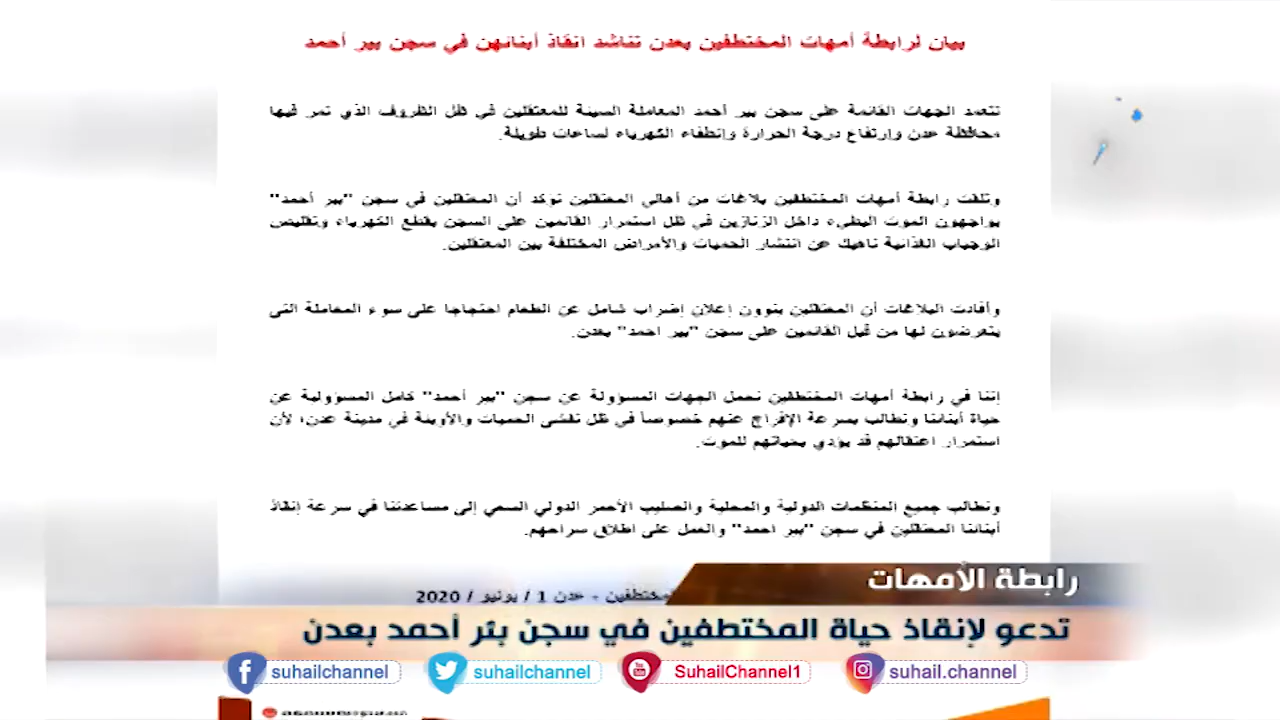 بيان لرابطة أمهات المختطفين بعدن تناشد انقاذ أبنائهن في سجن بير أحمد
تتعمد الجهات القائمة على سجن بير أحمد المعاملة السيئة للمعتقلين في ظل الظروف الذي تمر فيها
محافظة عدن وإرتفاع درجة الحرارة وإنطفاء الكهرباء لساعات طويلة.
وتلقت رابطة أمهات المختطفين بلاغات من أهالي المعتقلين تؤكد أن المعتقلين في سجن "بير أحمد"
يواجهون الموت البطيء داخل الزنازين في ظل استمرار القائمين على السجن بقطع الكهرباء وتقليص
الوجبات الغذائية ناهيك عن انتشار الحميات والأمراض المختلفة بين المعتقلين.
وأفادت البلاغات أن المعتقلين ينوون إعلان إضراب شامل عن الطعام احتجاجا على سوء المعاملة التي
يتعرضون لها من قبل القائمين على سجن "بير احمد" بعدن.
إننا في رابطة أمهات المختطفين نحمل الجهات المسؤولة عن سجن "بير أحمد" كامل المسؤولية عن
حياة أبنائنا ونطالب بسرعة الإفراج عنهم خصوصاً في ظل تفشي الحميات والأوبئة في مدينة عدن؛ لأن
استمرار اعتقالهم قد يؤدي بحياتهم للموت.
ونطالب جميع المنظمات الدولية والمحلية والصليب الأحمر الدولي السعي إلى مساعدتنا في سرعة إنقاذ
أبنائنا المعتقلين في سجن "بير احمد" والعمل على اطلاق سراحهم.
عدن 1 / يونيو / 2020
رابطة الأمهات
تدعو لإنقاذ حياة المختطفين في سجن بئر أحمد بعدن
suhailchannel suhailchannel SuhailChannel1 suhail.channel